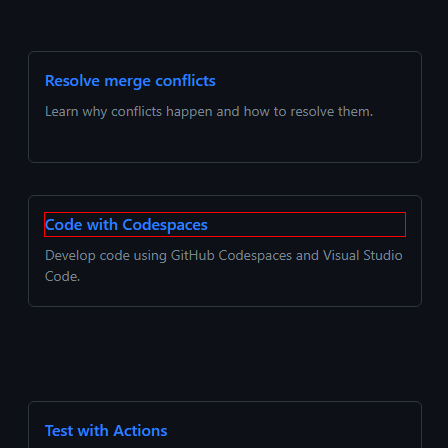 Resolve merge conflicts
Learn why conflicts happen and how to resolve them.
Code with Codespaces
Develop code using GitHub Codespaces and Visual Studio
Code.
Test with Actions